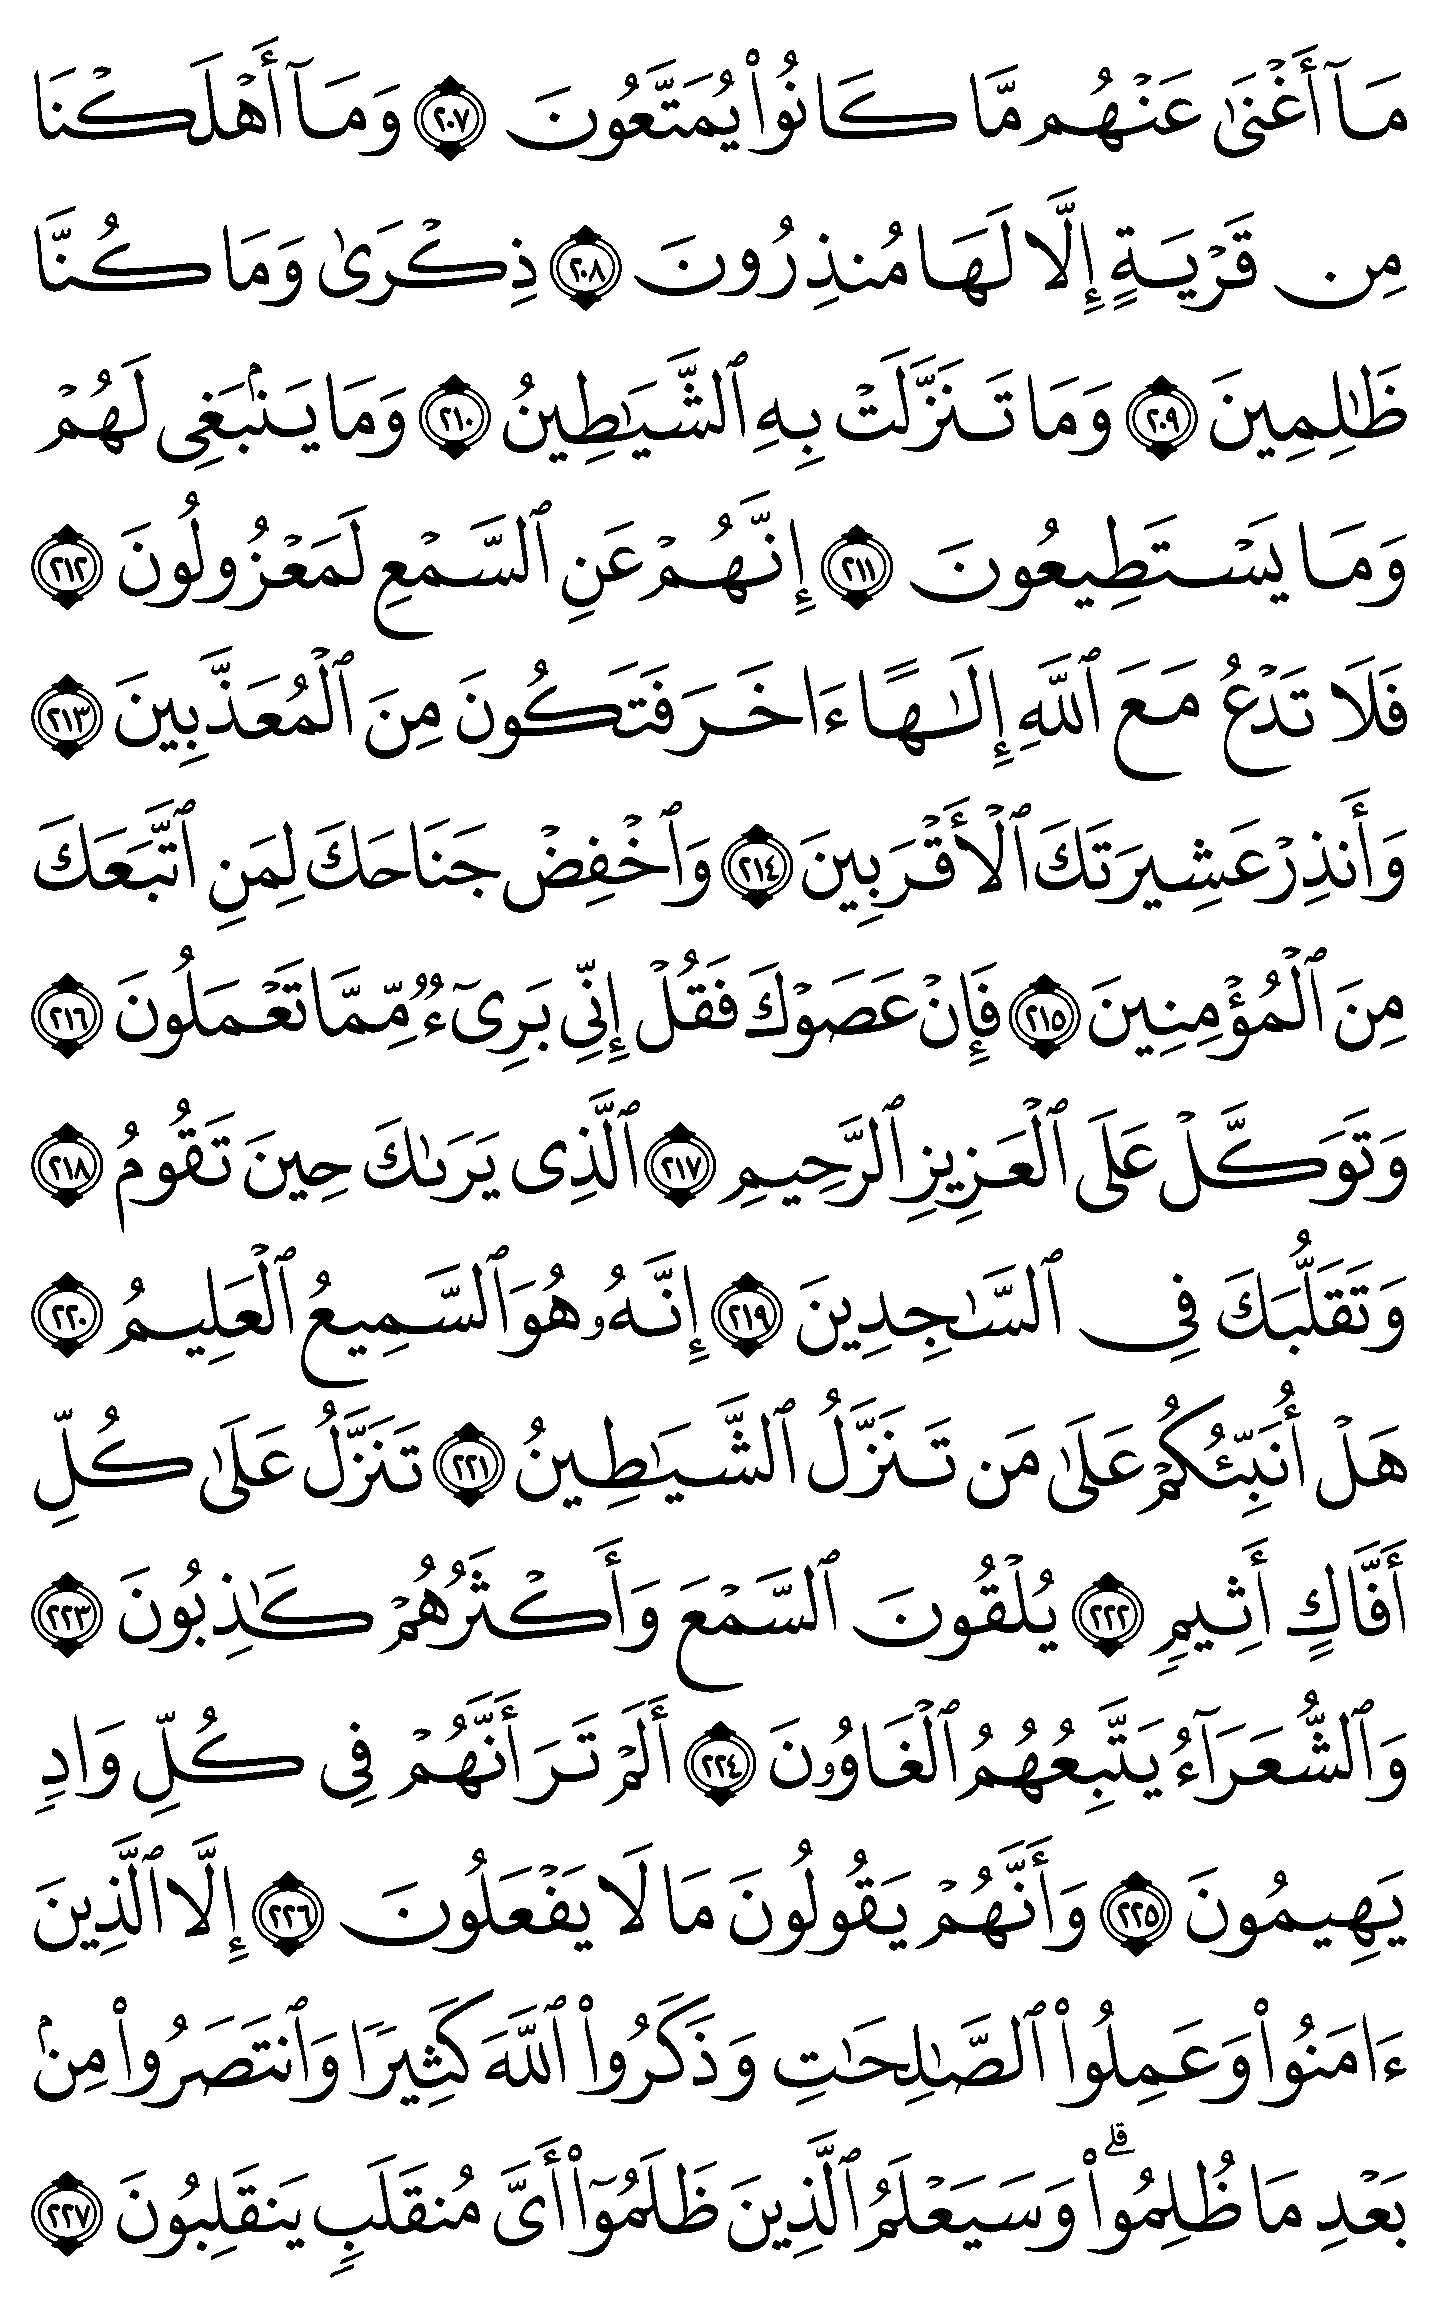 مَآ أَغْنَىٰ عَنْهُم مَّا كَانُوا۟ يُمَتَّعُونَ ٢٠٧ وَمَآ أَهْلَكْنَا
مِن قَرْيَةٍ إِلَّا لَهَا مُنذِرُونَ ٢٠٨ ذِكْرَىٰ وَمَا كُنَّا
ظَٰلِمِينَ ٢٠٩ وَمَا تَنَزَّلَتْ بِهِ ٱلشَّيَٰطِينُ ٢١٠ وَمَا يَنۢبَغِى لَهُمْ
وَمَا يَسْتَطِيعُونَ ٢١١ إِنَّهُمْ عَنِ ٱلسَّمْعِ لَمَعْزُولُونَ ٢١٢
فَلَا تَدْعُ مَعَ ٱللَّهِ إِلَٰهًا ءَاخَرَ فَتَكُونَ مِنَ ٱلْمُعَذَّبِينَ ٢١٣
وَأَنذِرْ عَشِيرَتَكَ ٱلْأَقْرَبِينَ ٢١٤ وَٱخْفِضْ جَنَاحَكَ لِمَنِ ٱتَّبَعَكَ
مِنَ ٱلْمُؤْمِنِينَ ٢١٥ فَإِنْ عَصَوْكَ فَقُلْ إِنِّى بَرِىٓءٌ مِّمَّا تَعْمَلُونَ ٢١٦
وَتَوَكَّلْ عَلَى ٱلْعَزِيزِ ٱلرَّحِيمِ ٢١٧ ٱلَّذِى يَرَىٰكَ حِينَ تَقُومُ ٢١٨
وَتَقَلُّبَكَ فِى ٱلسَّٰجِدِينَ ٢١٩ إِنَّهُۥ هُوَ ٱلسَّمِيعُ ٱلْعَلِيمُ ٢٢٠
هَلْ أُنَبِّئُكُمْ عَلَىٰ مَن تَنَزَّلُ ٱلشَّيَٰطِينُ ٢٢١ تَنَزَّلُ عَلَىٰ كُلِّ
أَفَّاكٍ أَثِيمٍ ٢٢٢ يُلْقُونَ ٱلسَّمْعَ وَأَكْثَرُهُمْ كَٰذِبُونَ ٢٢٣
وَٱلشُّعَرَآءُ يَتَّبِعُهُمُ ٱلْغَاوُۥنَ ٢٢٤ أَلَمْ تَرَ أَنَّهُمْ فِى كُلِّ وَادٍ
يَهِيمُونَ ٢٢٥ وَأَنَّهُمْ يَقُولُونَ مَا لَا يَفْعَلُونَ ٢٢٦ إِلَّا ٱلَّذِينَ
ءَامَنُوا۟ وَعَمِلُوا۟ ٱلصَّٰلِحَٰتِ وَذَكَرُوا۟ ٱللَّهَ كَثِيرًا وَٱنتَصَرُوا۟ مِنۢ
بَعْدِ مَا ظُلِمُوا۟ ۗ وَسَيَعْلَمُ ٱلَّذِينَ ظَلَمُوٓا۟ أَىَّ مُنقَلَبٍ يَنقَلِبُونَ ٢٢٧